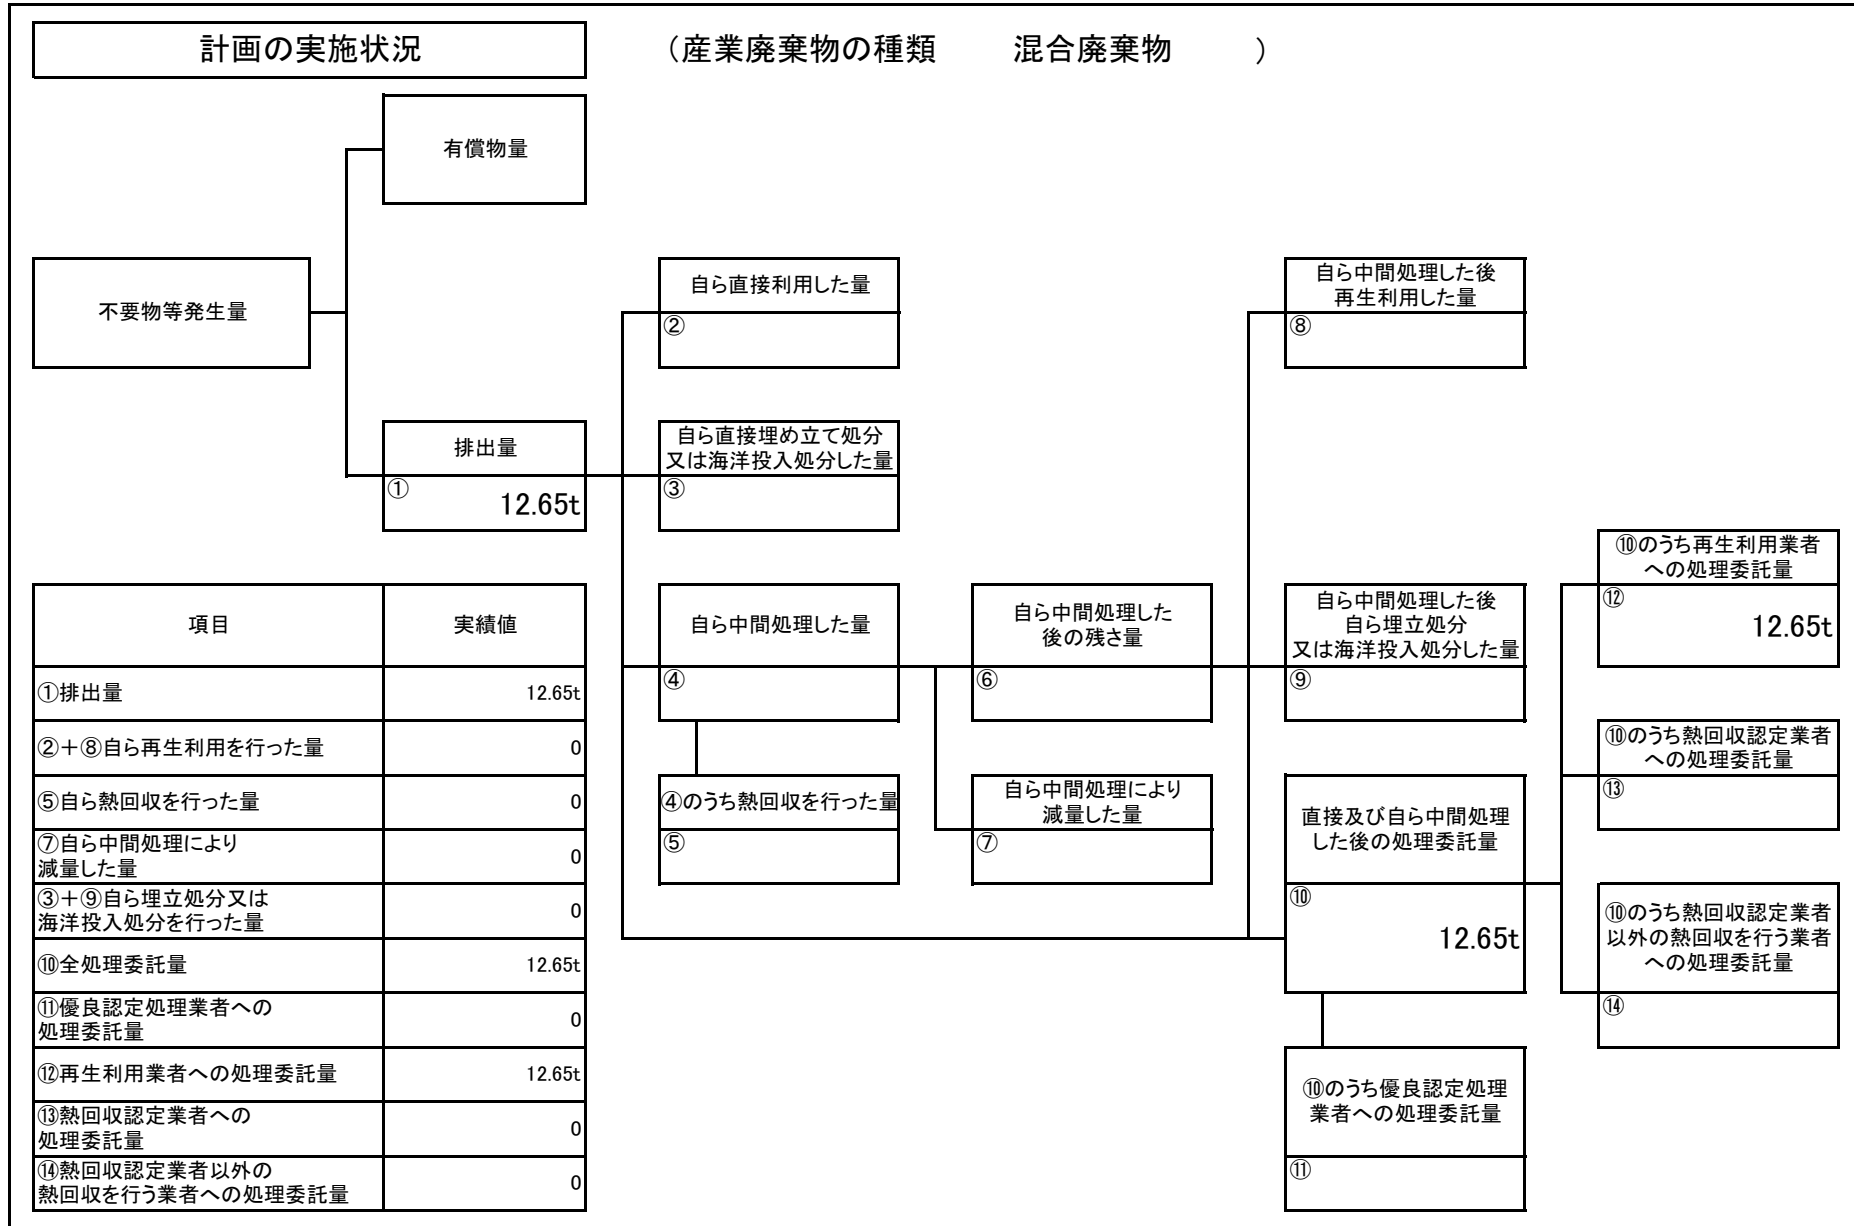 計画の実施状況
（産業廃棄物の種類　　混合廃棄物　　）
有償物量
不要物等発生量
排出量
① 12.65t
自ら直接利用した量
②
自ら直接埋め立て処分
又は海洋投入処分した量
③
自ら中間処理した量
④
④のうち熱回収を行った量
⑤
自ら中間処理した
後の残さ量
⑥
自ら中間処理により
減量した量
⑦
自ら中間処理した後
再生利用した量
⑧
自ら中間処理した後
自ら埋立処分
又は海洋投入処分した量
⑨
直接及び自ら中間処理
した後の処理委託量
⑩
12.65t
⑩のうち優良認定処理
業者への処理委託量
⑪
⑩のうち再生利用業者
への処理委託量
⑫
12.65t
⑩のうち熱回収認定業者
への処理委託量
⑬
⑩のうち熱回収認定業者
以外の熱回収を行う業者
への処理委託量
⑭
項目 実績値
①排出量 12.65t
②＋⑧自ら再生利用を行った量 0
⑤自ら熱回収を行った量 0
⑦自ら中間処理により
減量した量 0
③＋⑨自ら埋立処分又は
海洋投入処分を行った量 0
⑩全処理委託量 12.65t
⑪優良認定処理業者への
処理委託量 0
⑫再生利用業者への処理委託量 12.65t
⑬熱回収認定業者への
処理委託量 0
⑭熱回収認定業者以外の
熱回収を行う業者への処理委託量 0